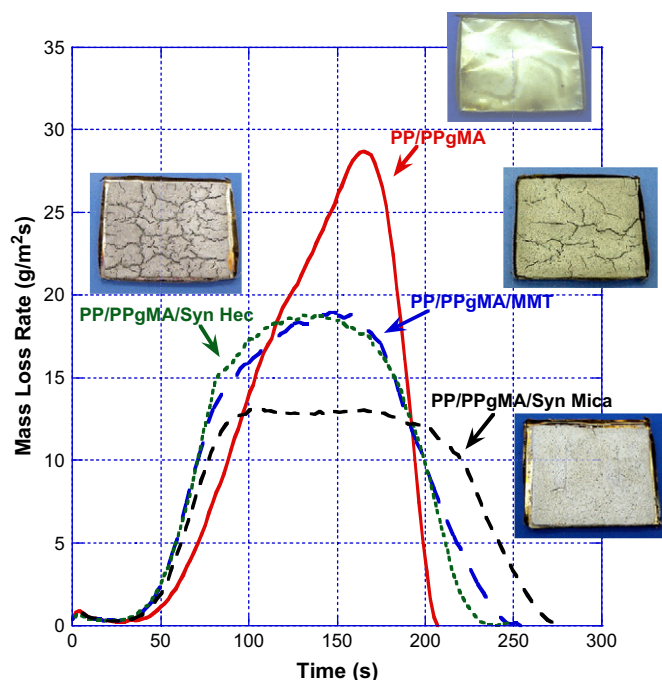 35
30
25
20
15
10
5
0
Mass Loss Rate (g/m²s)
PP/PPgMA
PP/PPgMA/Syn Hec
PP/PPgMA/MMT
PP/PPgMA/Syn Mica
0 50 100 150 200 250 300
Time (s)